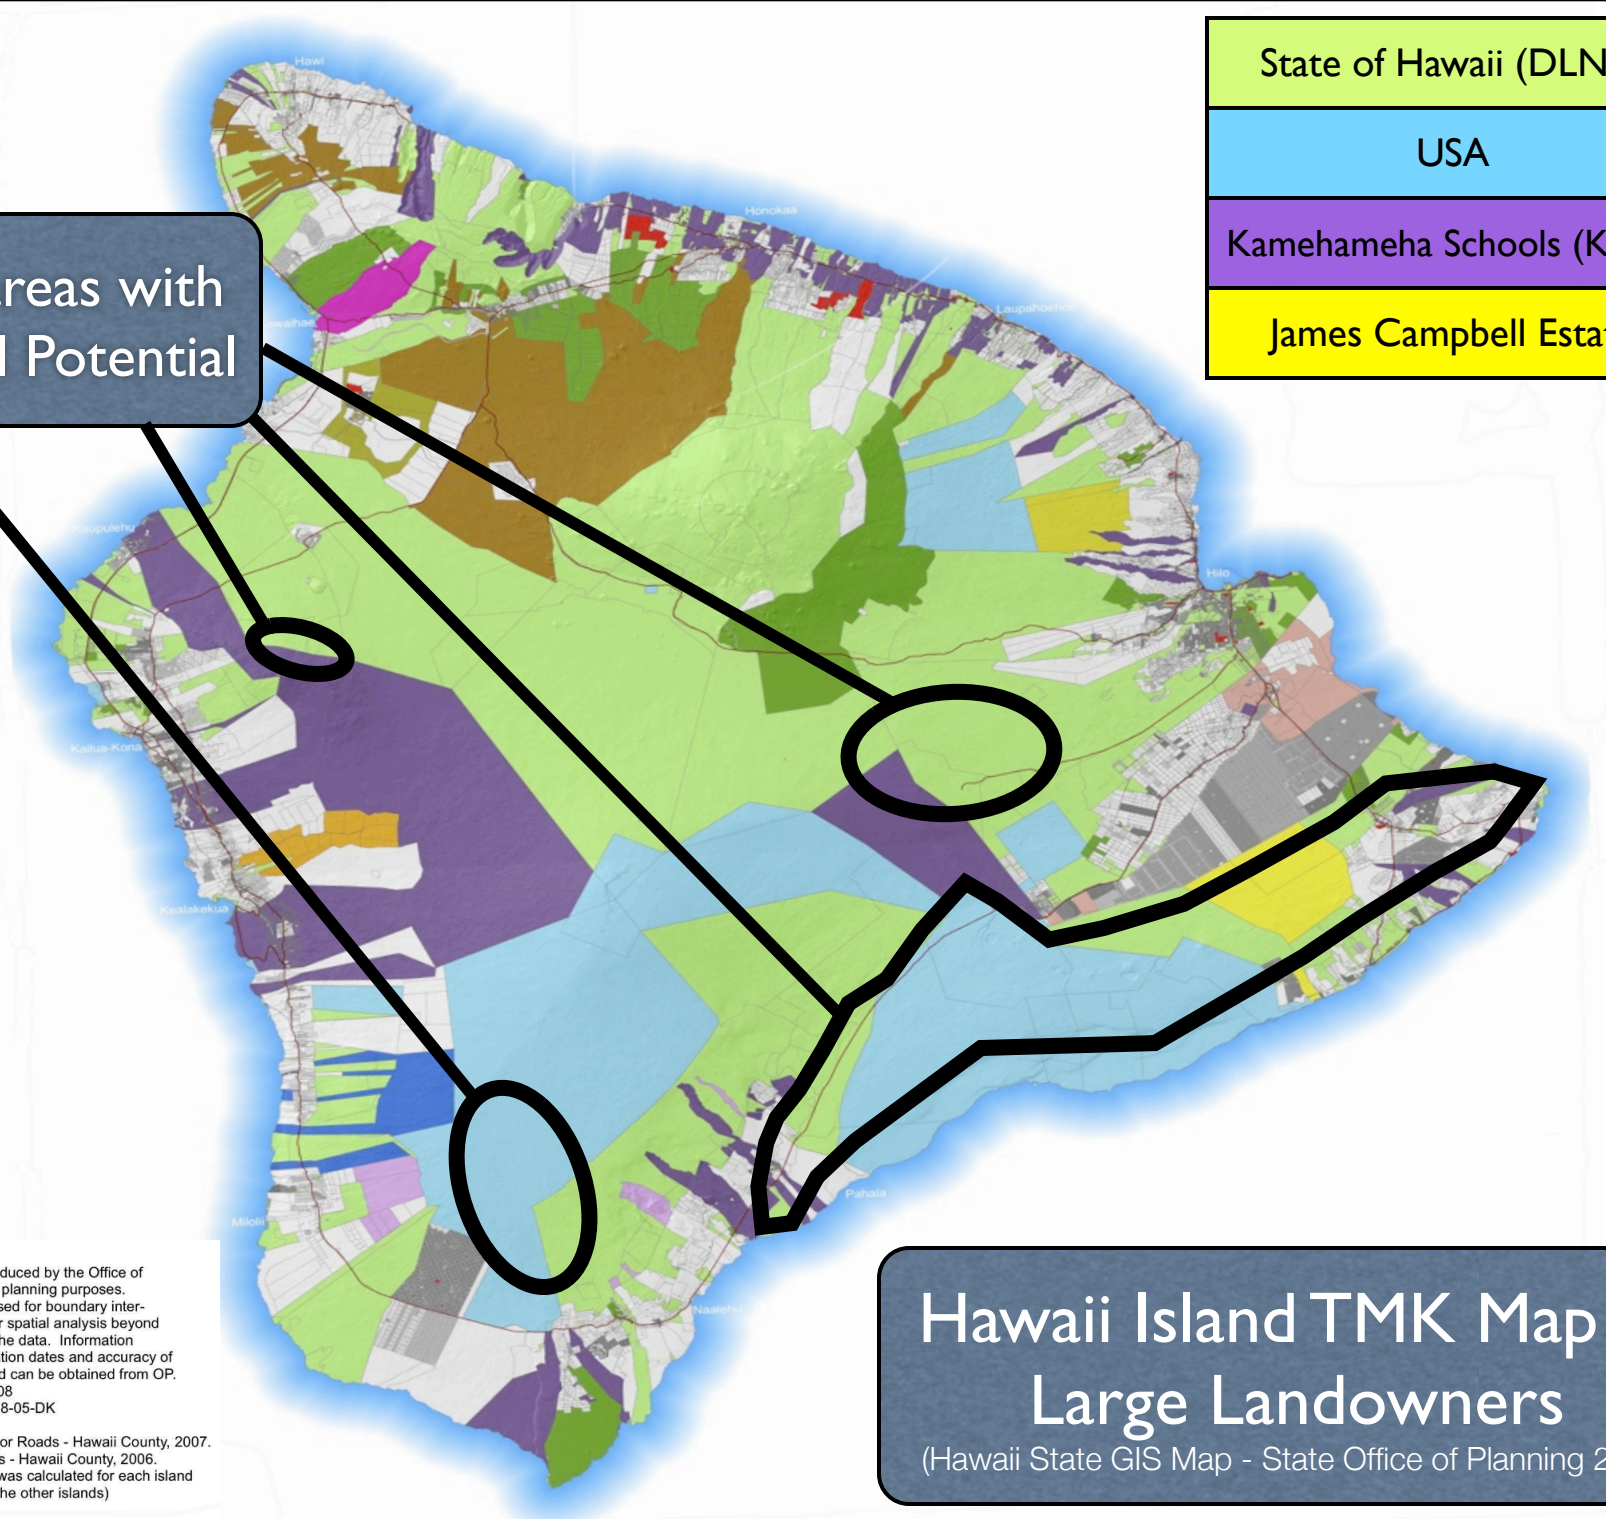 State of Hawaii (DLN
USA
Kamehameha Schools (K
James Campbell Esta
reas with
l Potential
Hawi
Honokaa
Laupahoehoe
waihae
Kaupulehu
Hilo
Kailua-Kona
Kealakekua
Milolii
Pahala
Naalehu
duced by the Office of
planning purposes.
sed for boundary inter-
r spatial analysis beyond
he data. Information
tion dates and accuracy of
d can be obtained from OP.
08
8-05-DK
or Roads - Hawaii County, 2007.
s - Hawaii County, 2006.
was calculated for each island
he other islands)
Hawaii Island TMK Map
Large Landowners
(Hawaii State GIS Map - State Office of Planning 2